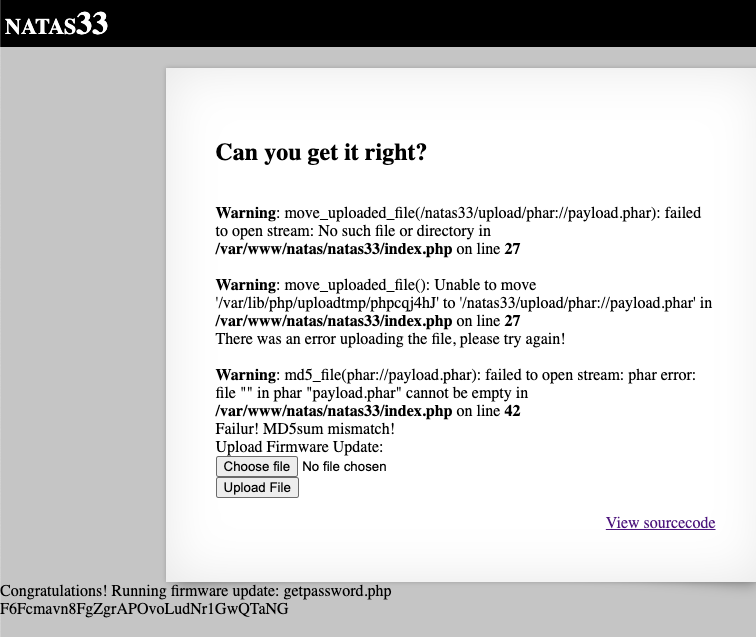 NATAS33
Can you get it right?
Warning: move_uploaded_file(/natas33/upload/phar://payload.phar): failed
to open stream: No such file or directory in
/var/www/natas/natas33/index.php on line 27
Warning: move_uploaded_file(): Unable to move
'/var/lib/php/uploadtmp/phpcqj4hJ' to '/natas33/upload/phar://payload.phar' in
/var/www/natas/natas33/index.php on line 27
There was an error uploading the file, please try again!
Warning: md5_file(phar://payload.phar): failed to open stream: phar error:
file "" in phar "payload.phar" cannot be empty in
/var/www/natas/natas33/index.php on line 42
Failur! MD5sum mismatch!
Upload Firmware Update:
Choose file No file chosen
Upload File
View sourcecode
Congratulations! Running firmware update: getpassword.php
F6Fcmavn8FgZgrAPOvoLudNr1GwQTaNG